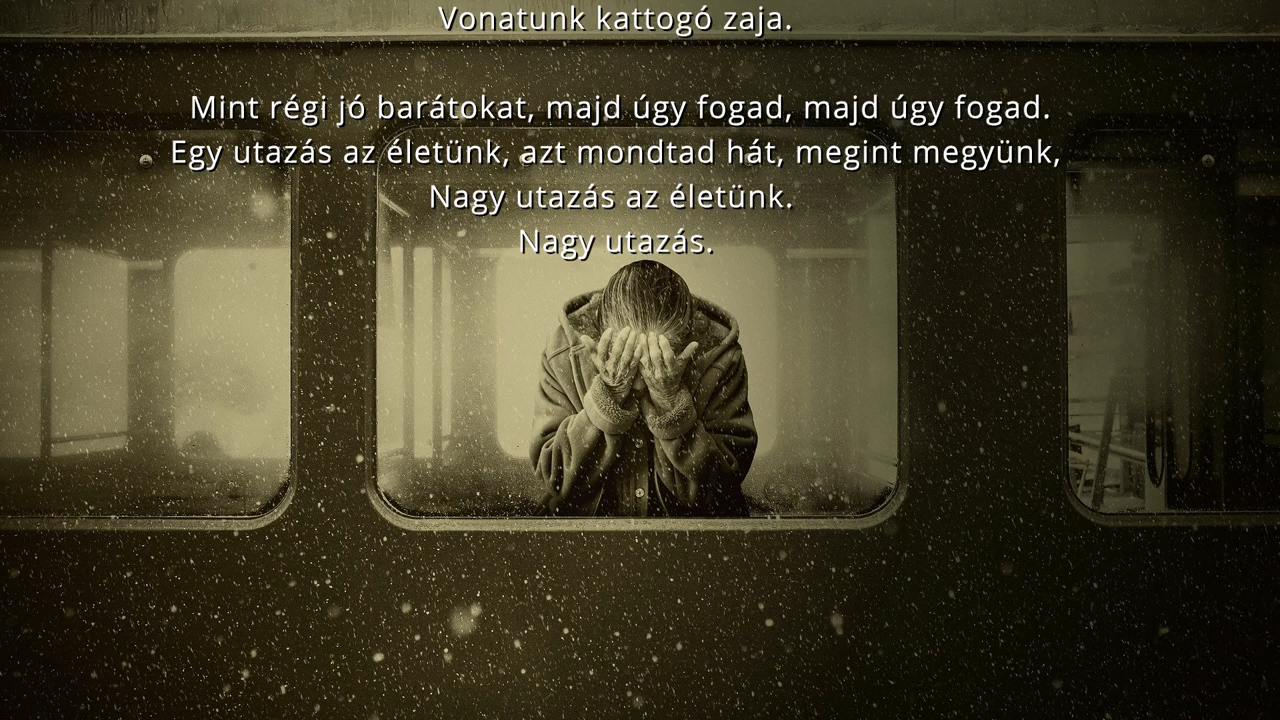 Vonatunk kattogó zaja.
Mint régi jó barátokat, majd úgy fogad, majd úgy fogad.
Egy utazás az életünk, azt mondtad hát, megint megyünk,
Nagy utazás az életünk.
Nagy utazás.